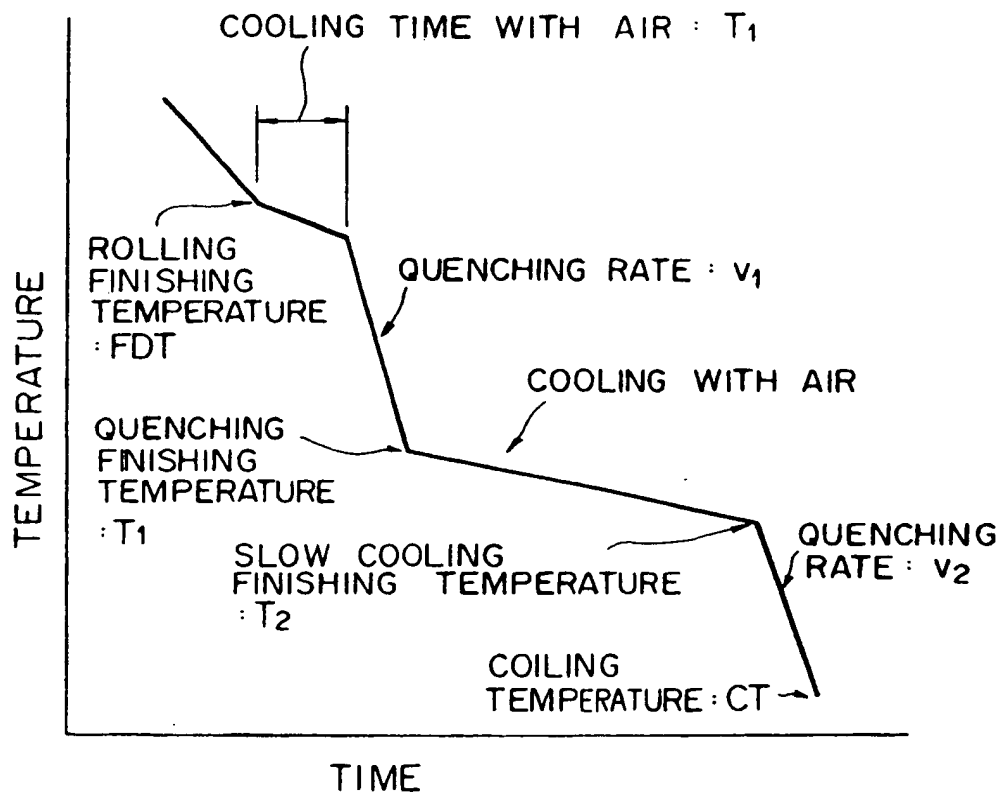 COOLING TIME WITH AIR : T1
ROLLING
FINISHING
TEMPERATURE
: FDT
QUENCHING RATE : v1
COOLING WITH AIR
QUENCHING
FINISHING
TEMPERATURE
: T1
SLOW COOLING
FINISHING TEMPERATURE
: T2
QUENCHING
RATE : v2
COILING
TEMPERATURE : CT
TEMPERATURE
TIME